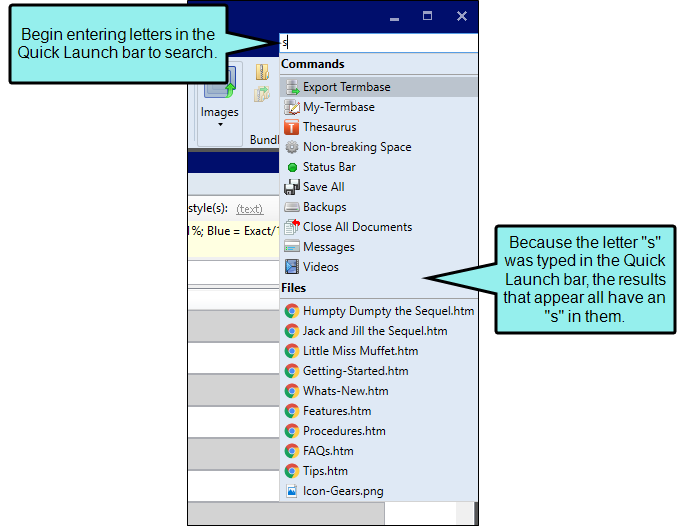 Begin entering letters in the
Quick Launch bar to search.
s
Commands
Export Termbase
My-Termbase
Thesaurus
Non-breaking Space
Status Bar
Save All
Backups
Close All Documents
Messages
Videos
Files
Humpty Dumpty the Sequel.htm
Jack and Jill the Sequel.htm
Little Miss Muffet.htm
Getting-Started.htm
Whats-New.htm
Features.htm
Procedures.htm
FAQs.htm
Tips.htm
Icon-Gears.png
Images
Bundl
style(s): (text)
1%; Blue = Exact/1
Because the letter "s"
was typed in the Quick
Launch bar, the results
that appear all have an
"s" in them.